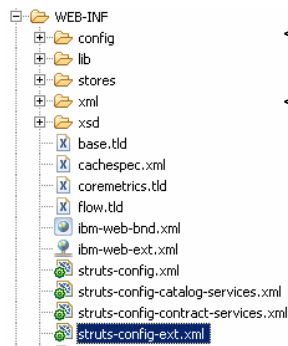 WEB-INF
config
lib
stores
xml
xsd
base.tld
cachespec.xml
coremetrics.tld
flow.tld
ibm-web-bnd.xml
ibm-web-ext.xml
struts-config.xml
struts-config-catalog-services.xml
struts-config-contract-services.xml
struts-config-ext.xml